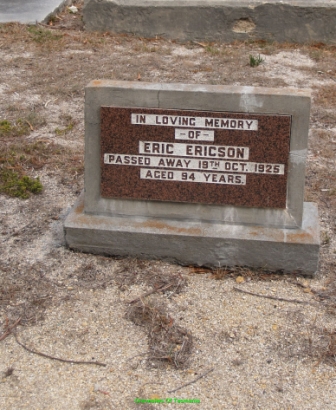 IN LOVING MEMORY
-OF-
ERIC ERICSON
PASSED AWAY 19TH OCT. 1925
AGED 94 YEARS.